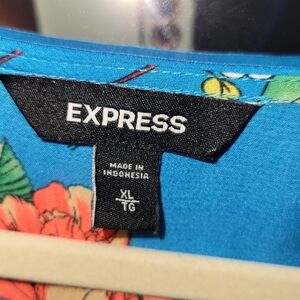 EXPRESS
MADE IN
INDONESIA
XL
TG